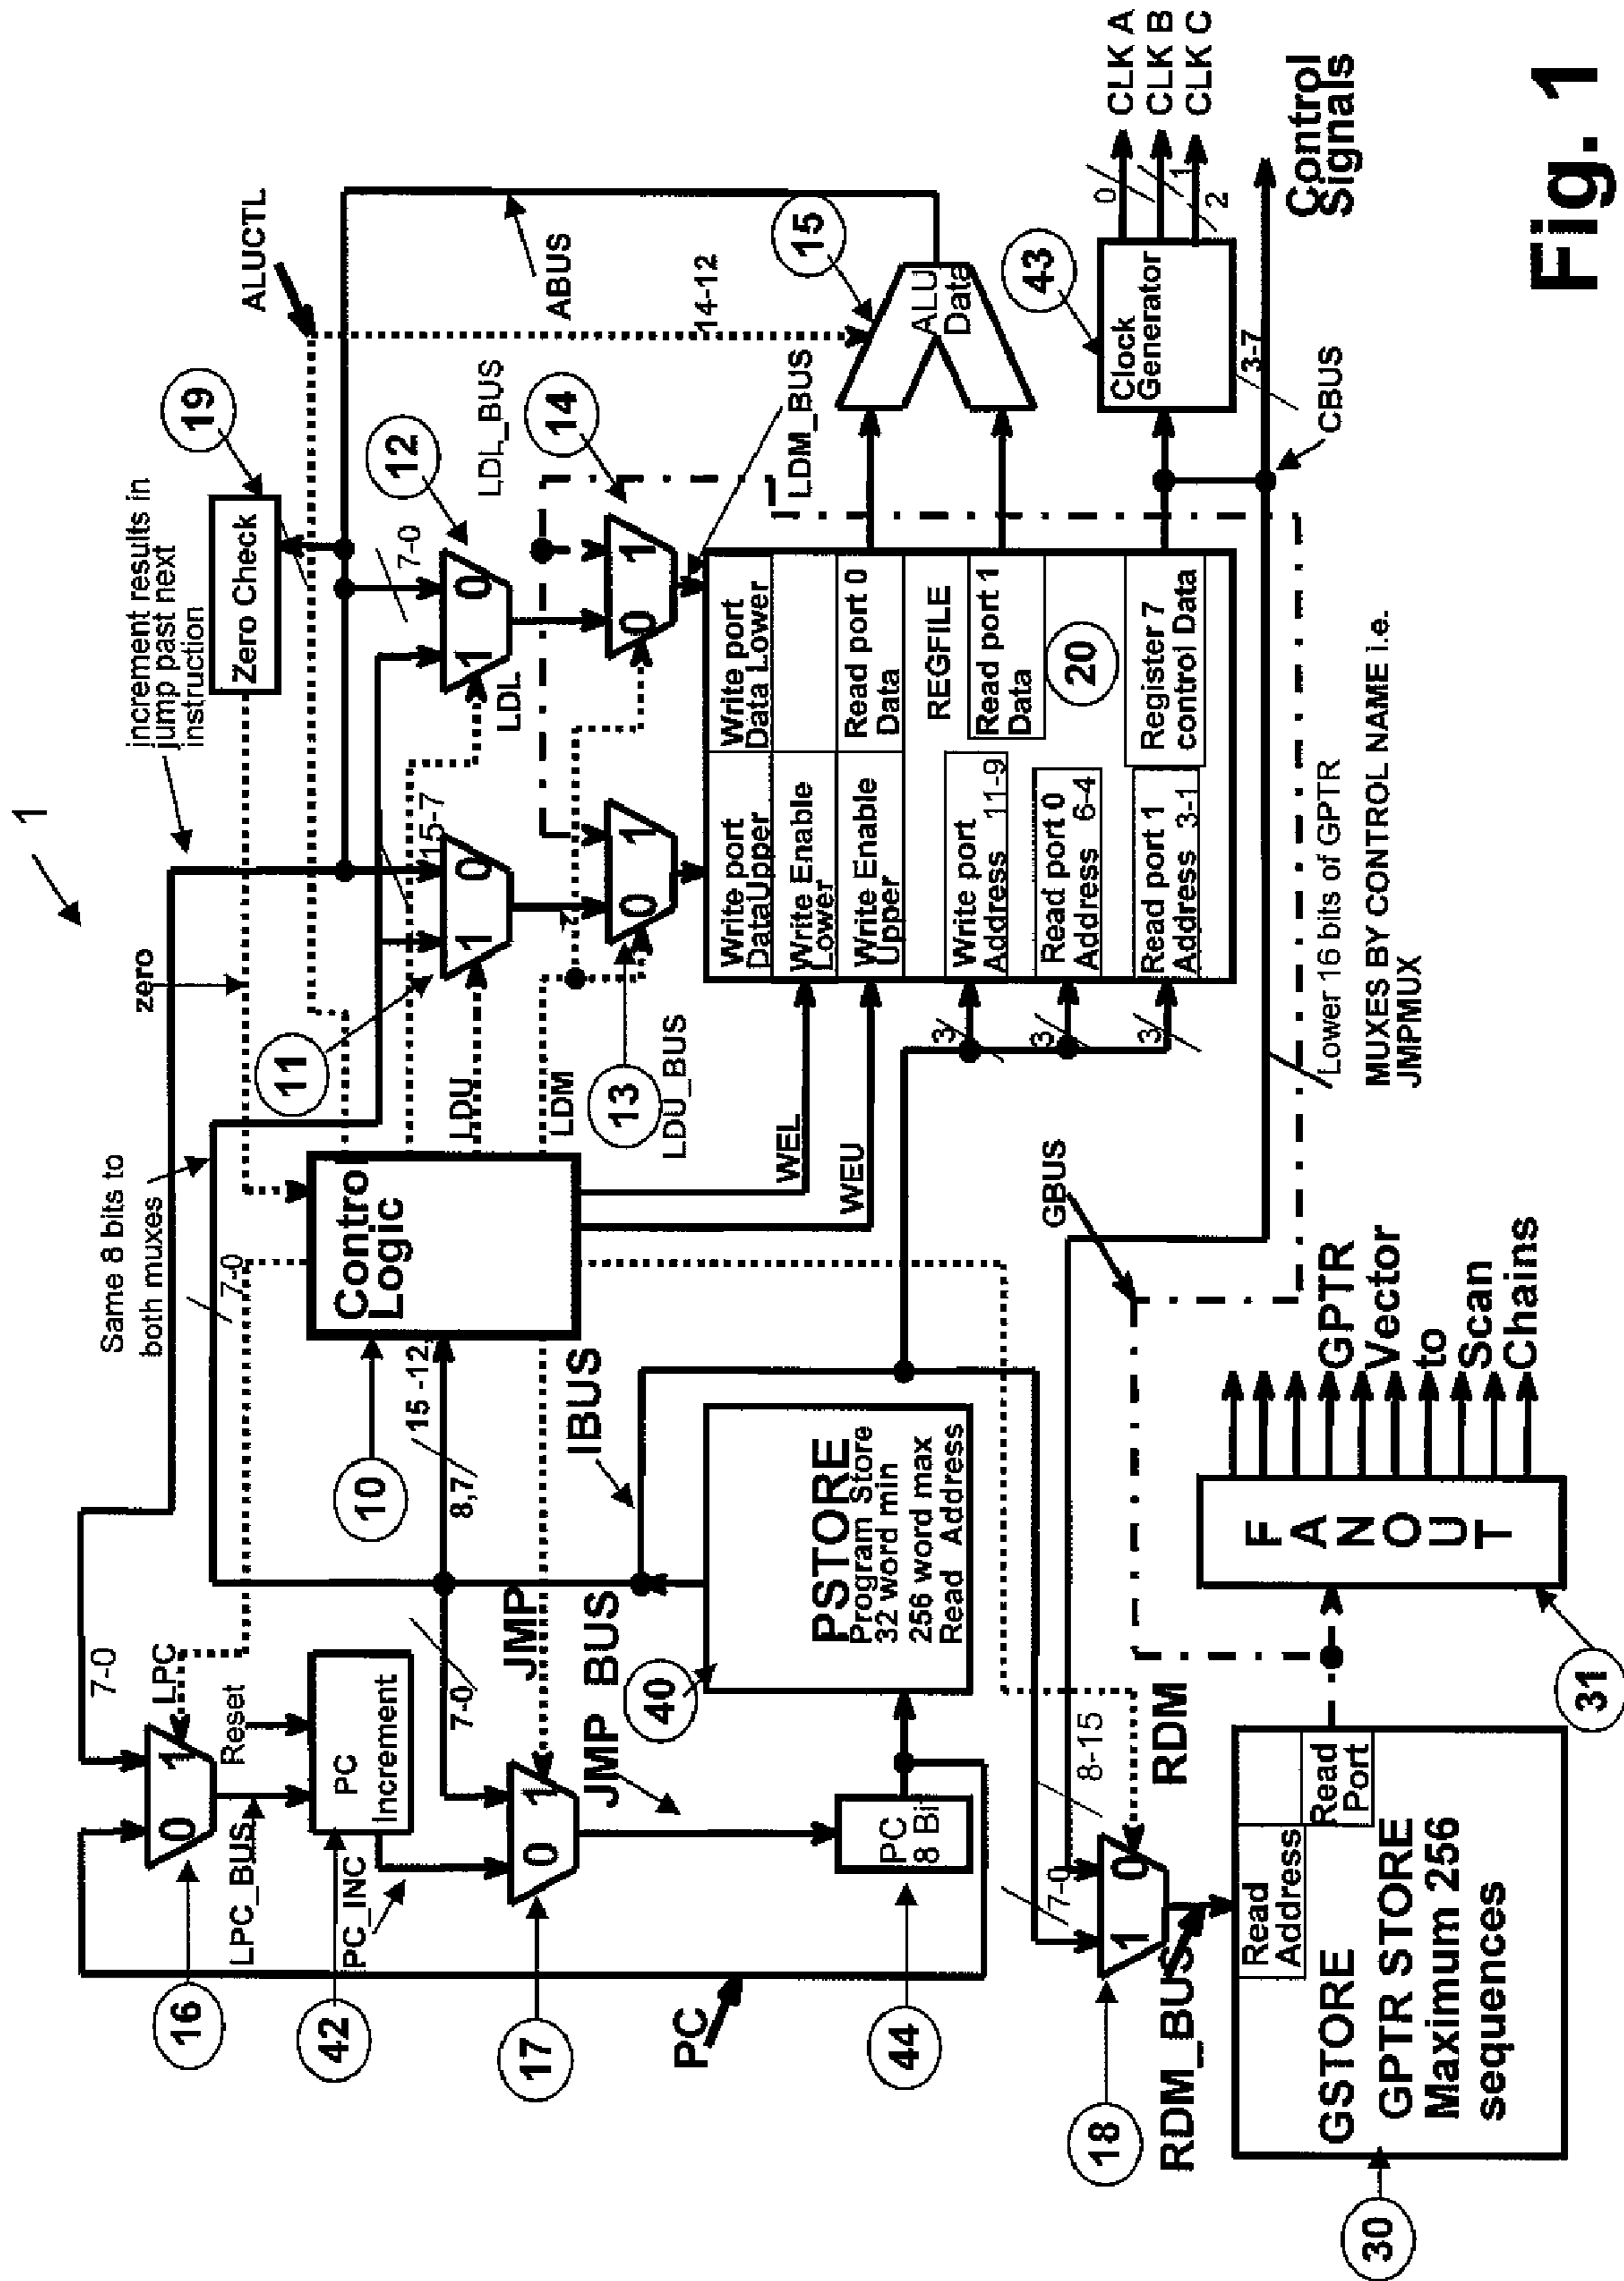 1
zero
increment results in
jump past next
instruction
19
Zero Check
ALUCTL
Same 8 bits to
both muxes
7-0
7-0
16
0
1
LPC
LPC_BUS
Reset
42
PC
Increment
PC_INC
17
0
1
7-0
JMP
JMP_BUS
PC
PC
8 Bi
44
10
Contro
Logic
15 -12
8,7
IBUS
40
PSTORE
Program Store
32 word min
256 word max
Read Address
11
1
0
15-7
LDU
LDM
13
LDU_BUS
0
1
12
1
0
7-0
LDL
LDL_BUS
14
0
1
LDM_BUS
ABUS
14-12
15
ALU
Data
WEL
WEU
Write port
DataUpper
Write port
Data Lower
Write Enable
Lower
Write Enable
Upper
Read port 0
Data
REGFILE
Write port
Address 11-9
Read port 1
Data
Read port 0
Address 6-4
20
Read port 1
Address 3-1
Register 7
control Data
3
3
3
43
Clock
Generator
0
1
2
CLK A
CLK B
CLK C
3-7
CBUS
Control
Signals
GBUS
Lower 16 bits of GPTR
MUXES BY CONTROL NAME i.e.
JMPMUX
18
1
0
7-0
8-15
RDM
RDM_BUS
30
Read
Address
Read
Port
GSTORE
GPTR STORE
Maximum 256
sequences
31
F
A
N
O
U
T
GPTR
Vector
to
Scan
Chains
Fig. 1